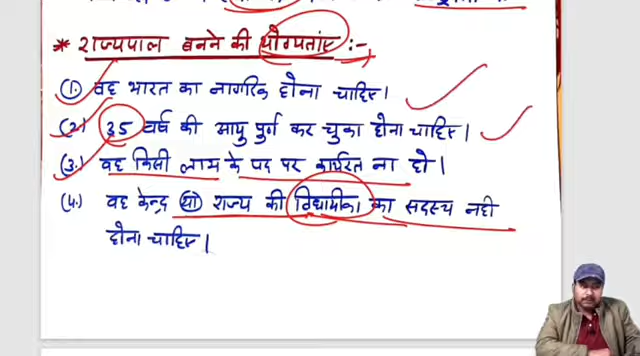 * राज्यपाल बनने की योग्यताएं :-
(1.) वह भारत का नागरिक होना चाहिए।
(2.) 35 वर्ष की आयु पुर्ण कर चुका होना चाहिए।
(3.) वह किसी लाभ के पद पर कार्यरत ना हो।
(4.) वह केन्द्र या राज्य की विधायिका का सदस्य नही
होना चाहिए।